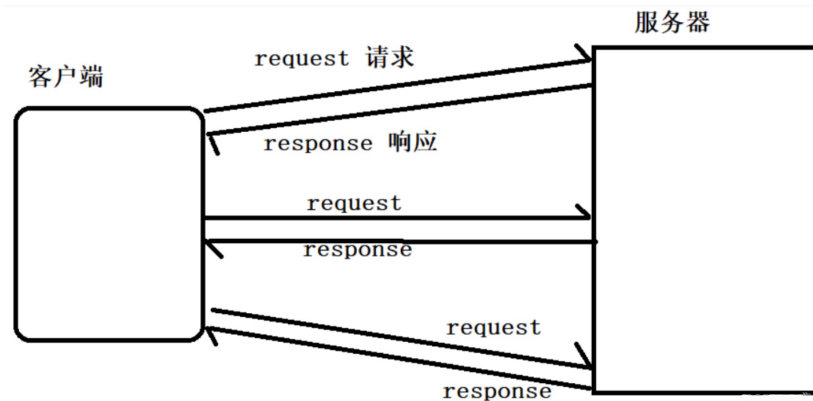 服务器
客户端
request 请求
response 响应
request
response
request
response